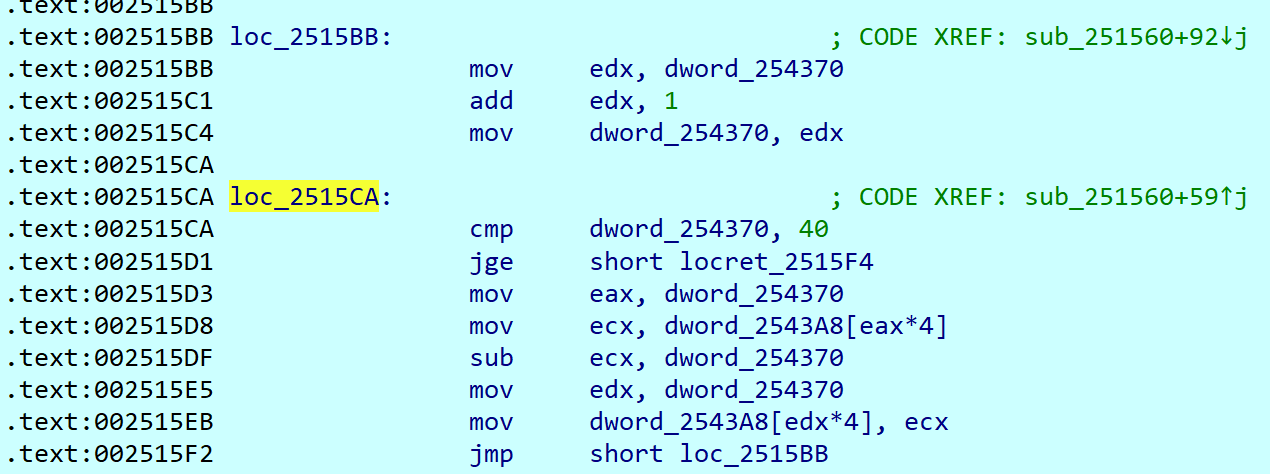 .text:002515BB
.text:002515BB loc_2515BB: ; CODE XREF: sub_251560+92↓j
.text:002515BB mov edx, dword_254370
.text:002515C1 add edx, 1
.text:002515C4 mov dword_254370, edx
.text:002515CA
.text:002515CA loc_2515CA: ; CODE XREF: sub_251560+59↑j
.text:002515CA cmp dword_254370, 40
.text:002515D1 jge short locret_2515F4
.text:002515D3 mov eax, dword_254370
.text:002515D8 mov ecx, dword_2543A8[eax*4]
.text:002515DF sub ecx, dword_254370
.text:002515E5 mov edx, dword_254370
.text:002515EB mov dword_2543A8[edx*4], ecx
.text:002515F2 jmp short loc_2515BB